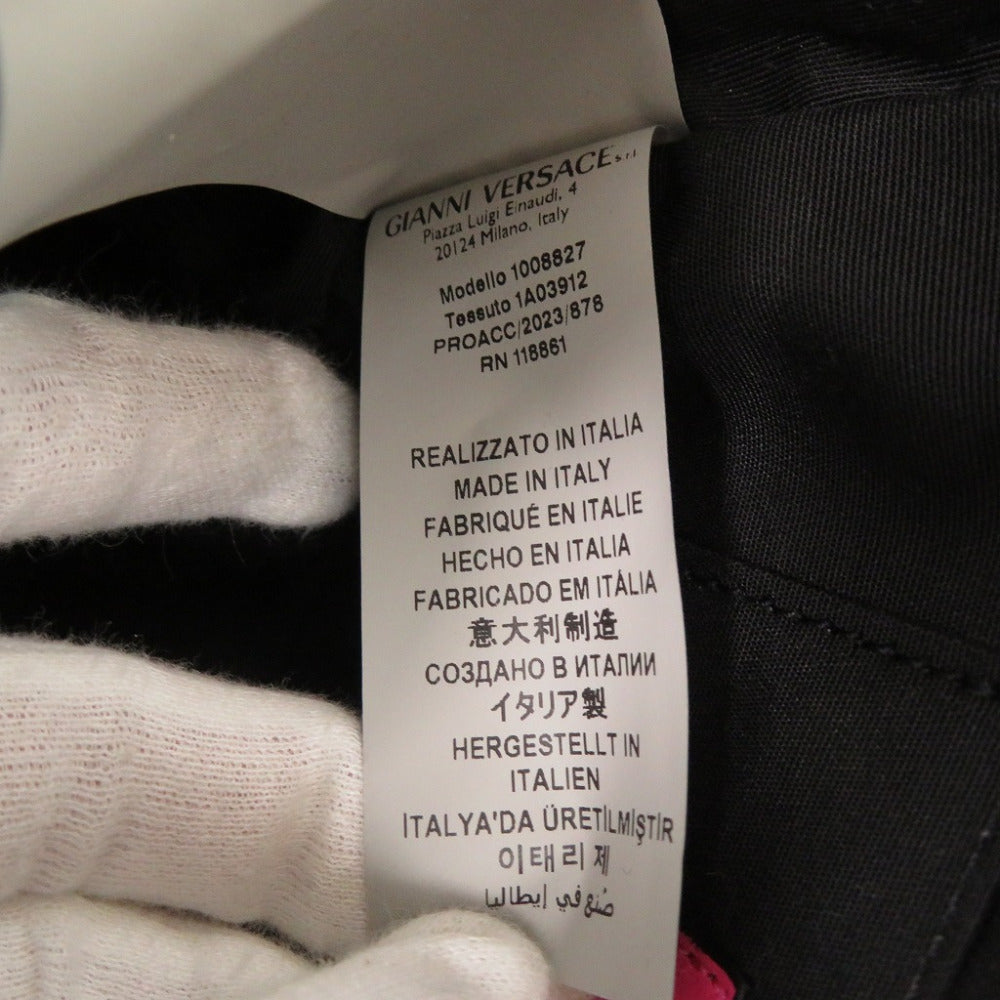 GIANNI VERSACE s.r.l.
Piazza Luigi Einaudi, 4
20124 Milano, Italy
Modello 1008827
Tessuto 1A03912
PROACC/2023/878
RN 118861
REALIZZATO IN ITALIA
MADE IN ITALY
FABRIQUÉ EN ITALIE
HECHO EN ITALIA
FABRICADO EM ITÁLIA
意大利制造
СОЗДАНО В ИТАЛИИ
イタリア製
HERGESTELLT IN
ITALIEN
İTALYA'DA ÜRETİLMİŞTİR
이태리 제
صُنع في إيطاليا